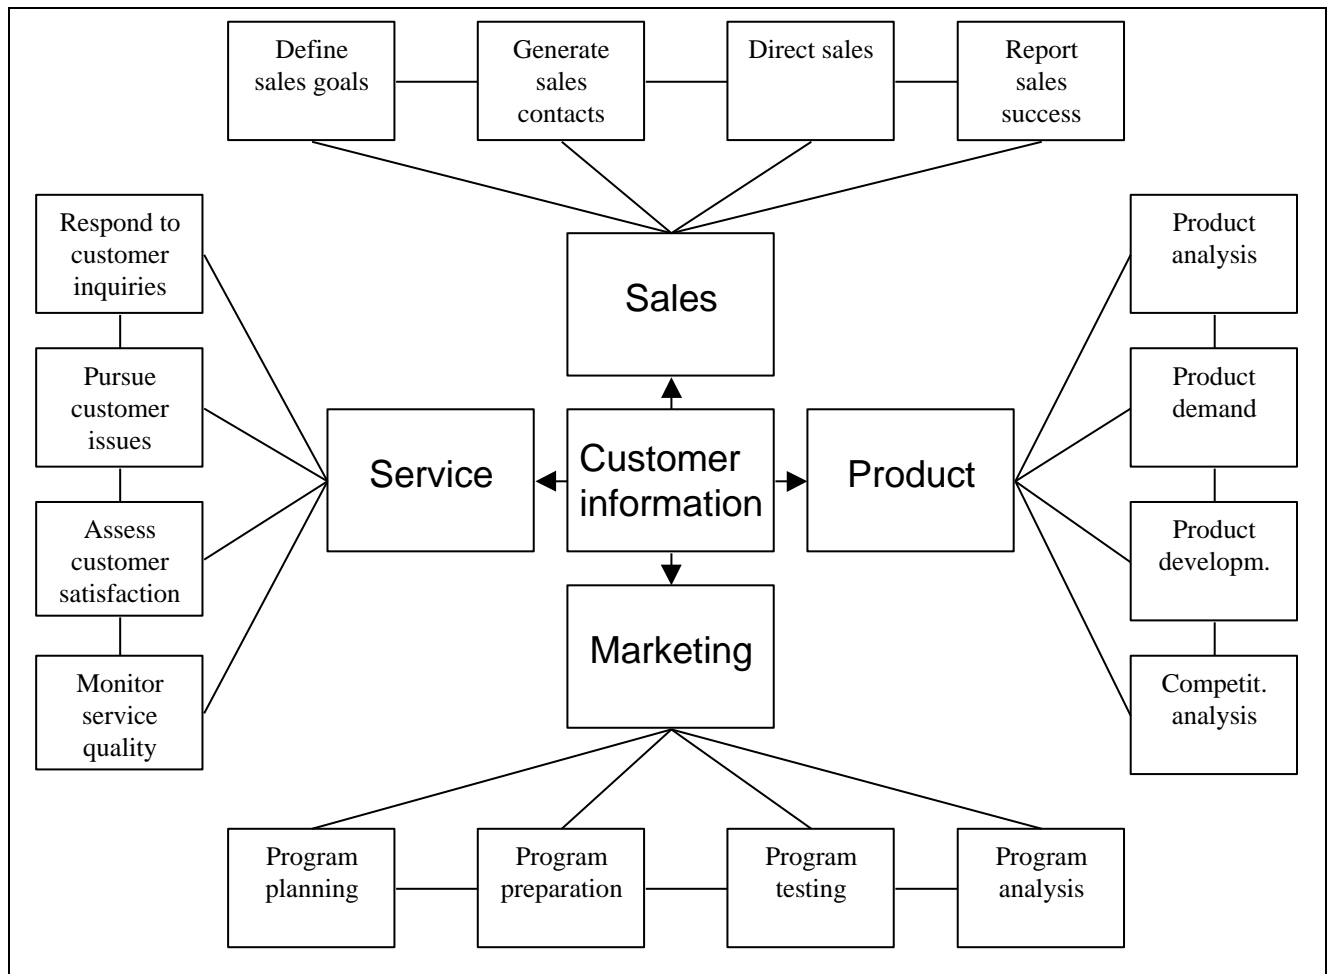 Define
sales goals
Generate
sales
contacts
Direct sales
Report
sales
success
Respond to
customer
inquiries
Pursue
customer
issues
Assess
customer
satisfaction
Monitor
service
quality
Sales
Service
Customer
information
Product
Marketing
Product
analysis
Product
demand
Product
developm.
Competit.
analysis
Program
planning
Program
preparation
Program
testing
Program
analysis